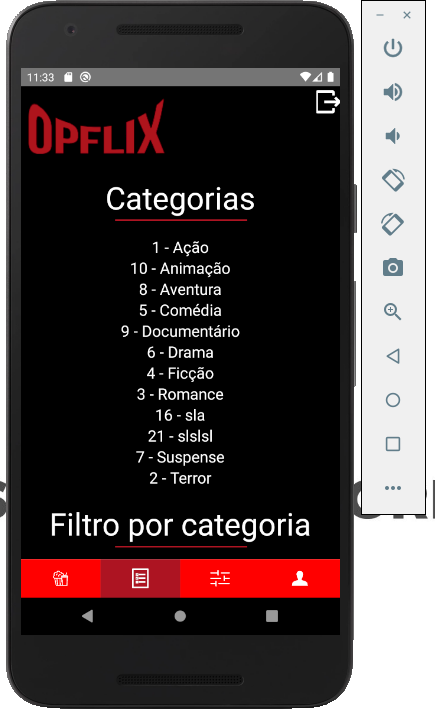 11:33
OPFLIX
Categorias
1 - Ação
10 - Animação
8 - Aventura
5 - Comédia
9 - Documentário
6 - Drama
4 - Ficção
3 - Romance
16 - sla
21 - slslsl
7 - Suspense
2 - Terror
Filtro por categoria